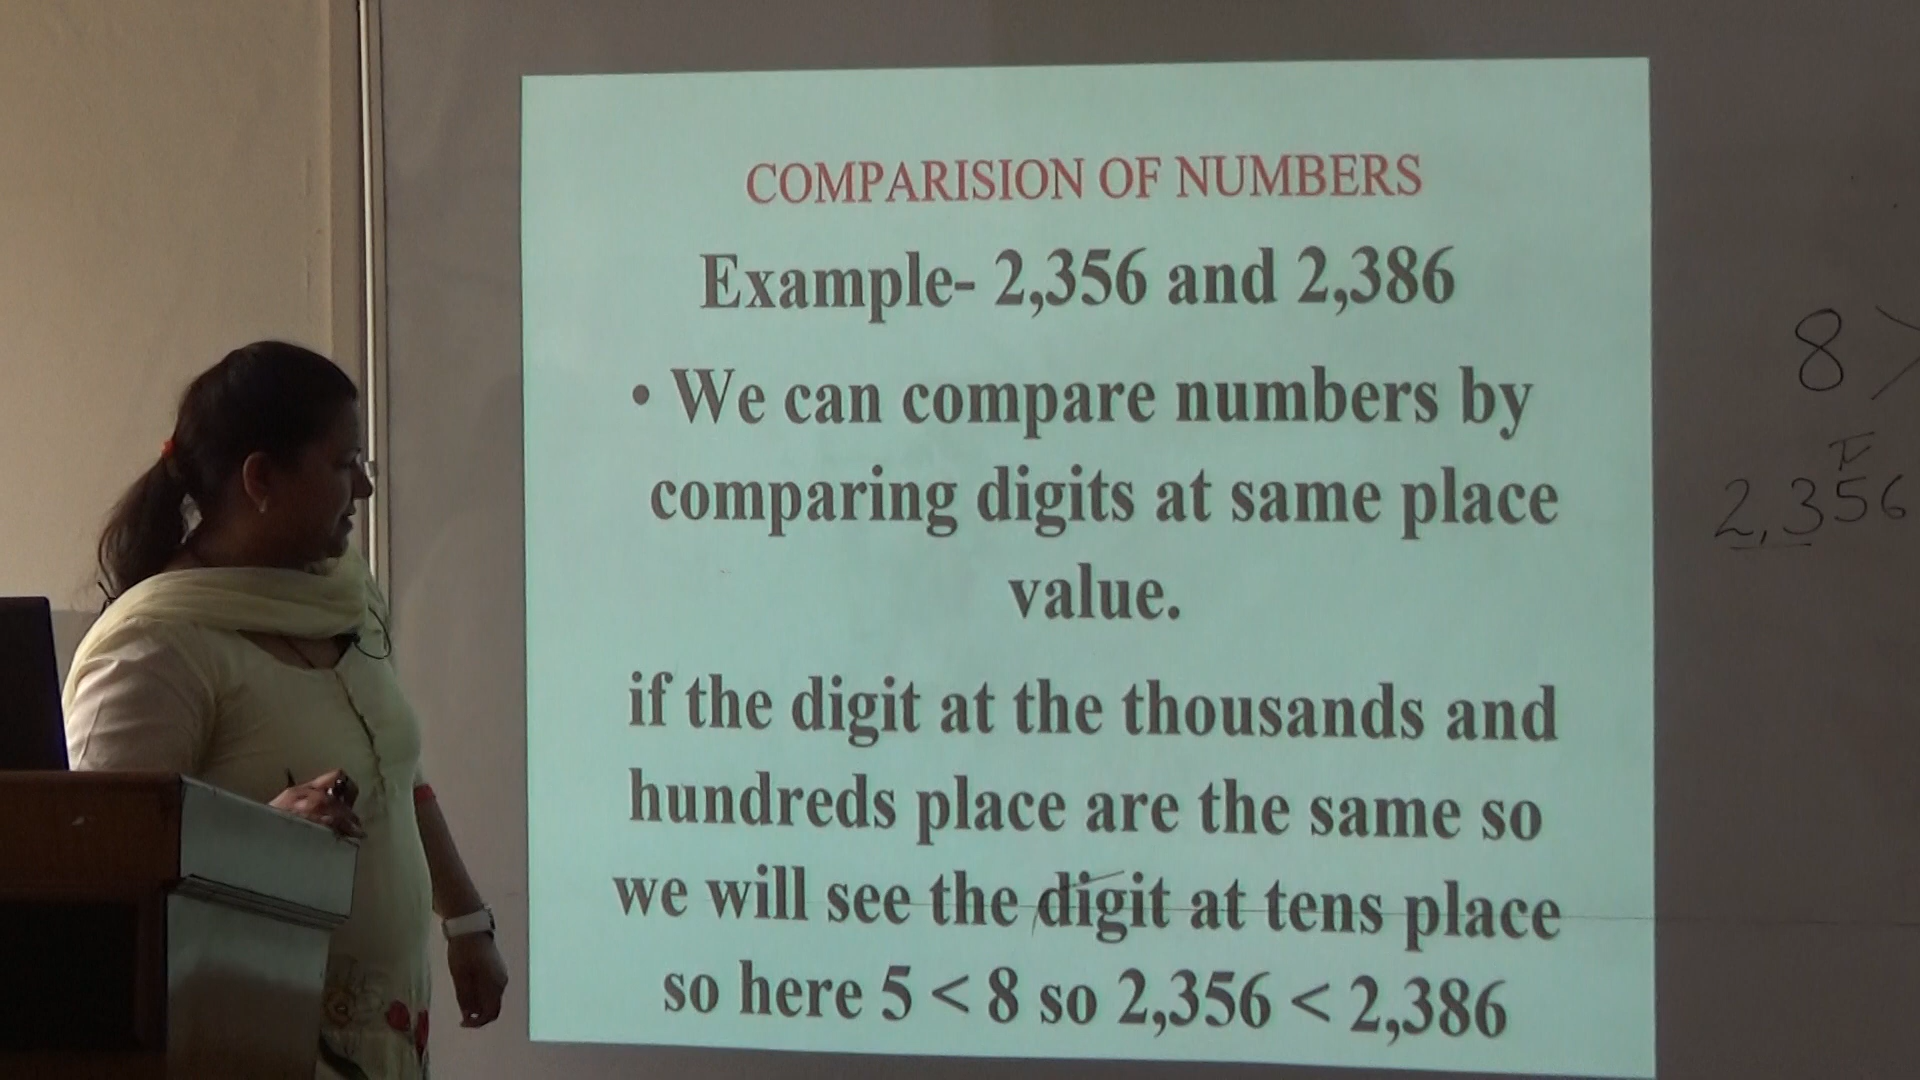 COMPARISION OF NUMBERS
Example- 2,356 and 2,386
• We can compare numbers by
comparing digits at same place
value.
if the digit at the thousands and
hundreds place are the same so
we will see the digit at tens place
so here 5 < 8 so 2,356 < 2,386
8 >
T
2,356